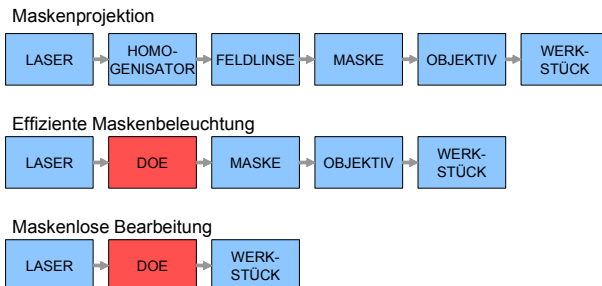 Maskenprojektion
LASER
HOMO-
GENISATOR
FELDLINSE
MASKE
OBJEKTIV
WERK-
STÜCK
Effiziente Maskenbeleuchtung
LASER
DOE
MASKE
OBJEKTIV
WERK-
STÜCK
Maskenlose Bearbeitung
LASER
DOE
WERK-
STÜCK